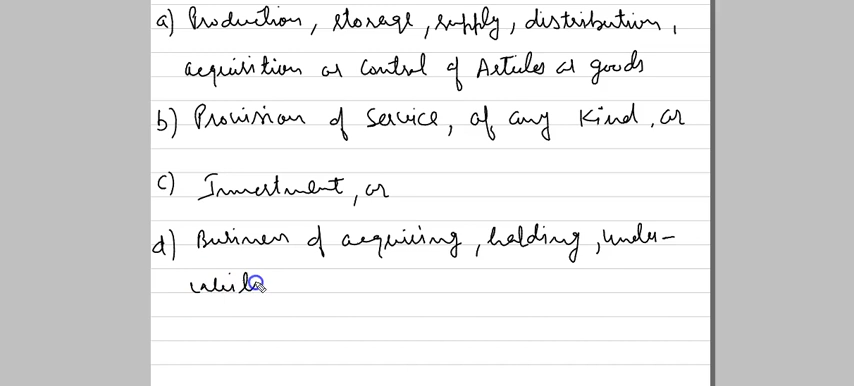 a) Production, storage, supply, distribution,
acquisition or Control of Articles or goods
b) Provision of Service, of any Kind, or
c) Investment, or
d) Business of acquiring, holding, under-